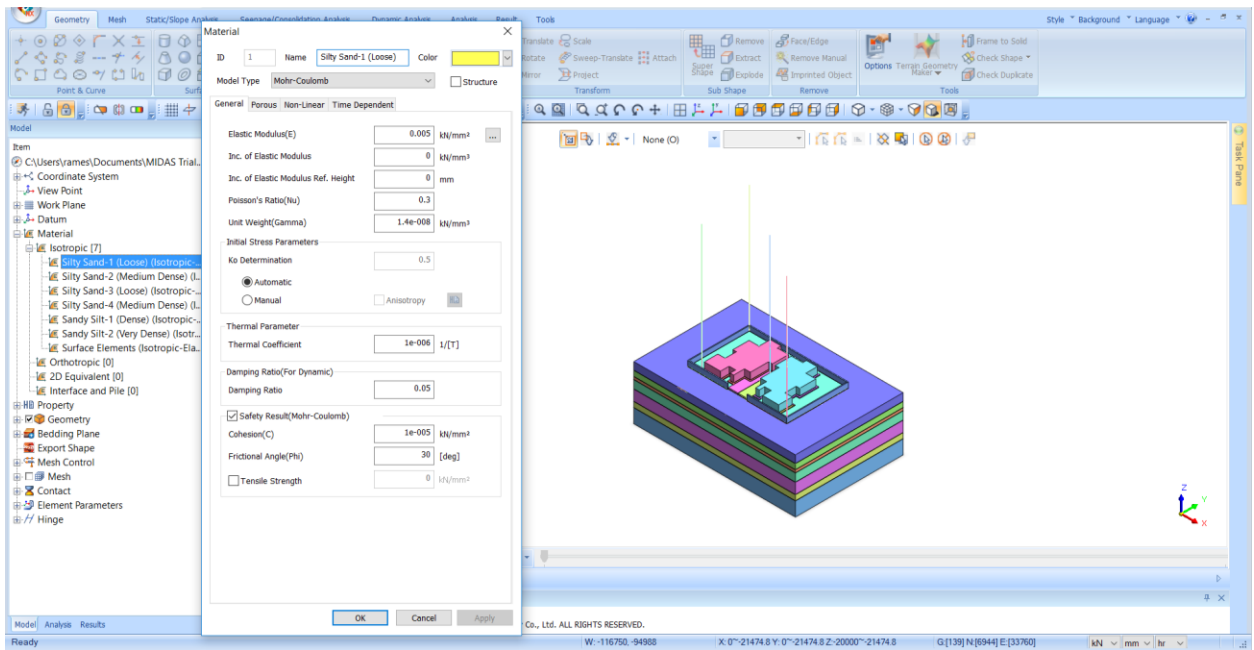 Geometry Mesh Static/Slope Analysis Seepage/Consolidation Analysis Dynamic Analysis Analysis Result Tools Style Background Language
Material
ID 1 Name Silty Sand-1 (Loose) Color
Model Type Mohr-Coulomb Structure
General Porous Non-Linear Time Dependent
Elastic Modulus(E) 0.005 kN/mm²
Inc. of Elastic Modulus 0 kN/mm³
Inc. of Elastic Modulus Ref. Height 0 mm
Poisson's Ratio(Nu) 0.3
Unit Weight(Gamma) 1.4e-008 kN/mm³
Initial Stress Parameters
Ko Determination 0.5
Automatic
Manual Anisotropy
Thermal Parameter
Thermal Coefficient 1e-006 1/[T]
Damping Ratio(For Dynamic)
Damping Ratio 0.05
Safety Result(Mohr-Coulomb)
Cohesion(C) 1e-005 kN/mm²
Frictional Angle(Phi) 30 [deg]
Tensile Strength 0 kN/mm²
OK Cancel Apply
Translate Scale
Rotate Sweep-Translate Attach
Mirror Project
Transform
Super Shape
Remove
Extract
Explode
Sub Shape
Face/Edge
Remove Manual
Imprinted Object
Remove
Options Terrain Geometry Maker
Frame to Solid
Check Shape
Check Duplicate
Tools
Point & Curve
None (O)
Task Pane
Model
Item
C:\Users\rames\Documents\MIDAS Trial..
Coordinate System
View Point
Work Plane
Datum
Material
Isotropic [7]
Silty Sand-1 (Loose) (Isotropic-...
Silty Sand-2 (Medium Dense) (I...
Silty Sand-3 (Loose) (Isotropic-...
Silty Sand-4 (Medium Dense) (I...
Sandy Silt-1 (Dense) (Isotropic-...
Sandy Silt-2 (Very Dense) (Isotr...
Surface Elements (Isotropic-Ela...
Orthotropic [0]
2D Equivalent [0]
Interface and Pile [0]
Property
Geometry
Bedding Plane
Export Shape
Mesh Control
Mesh
Contact
Element Parameters
Hinge
Z
Y
X
Model Analysis Results
Co., Ltd. ALL RIGHTS RESERVED.
Ready W: -116750, -94988 X: 0~-21474.8 Y: 0~-21474.8 Z:-20000~-21474.8 G:[139] N:[6944] E:[33760] kN mm hr